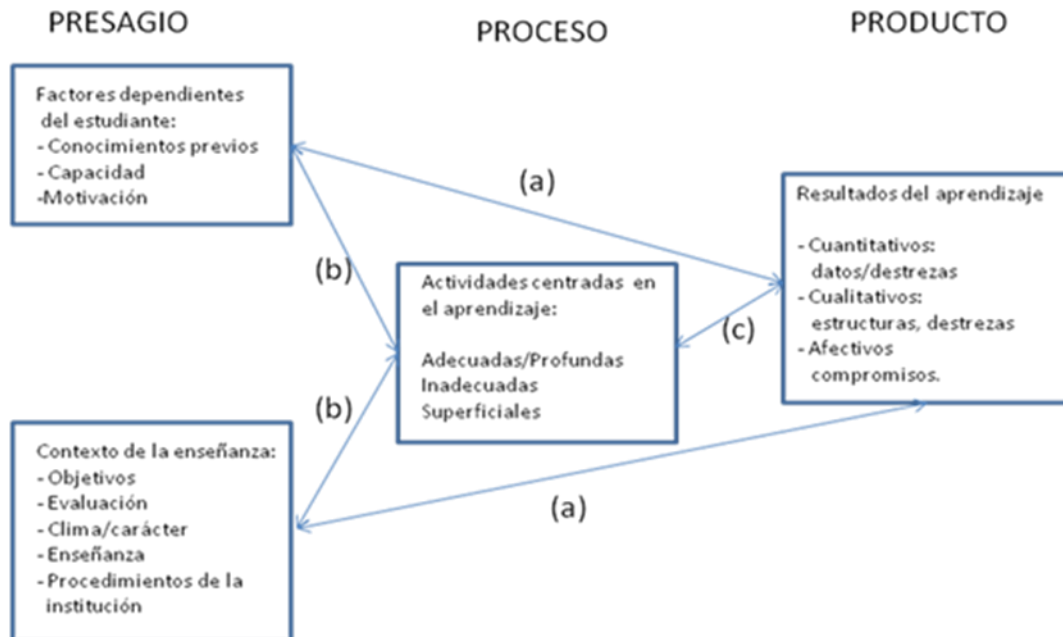 PRESAGIO
PROCESO
PRODUCTO
Factores dependientes
del estudiante:
- Conocimientos previos
- Capacidad
-Motivación
(a)
Resultados del aprendizaje
- Cuantitativos:
datos/destrezas
- Cualitativos:
estructuras, destrezas
- Afectivos
compromisos.
(b)
Actividades centradas en
el aprendizaje:
Adecuadas/Profundas
Inadecuadas
Superficiales
(c)
(b)
Contexto de la enseñanza:
- Objetivos
- Evaluación
- Clima/carácter
- Enseñanza
- Procedimientos de la
institución
(a)